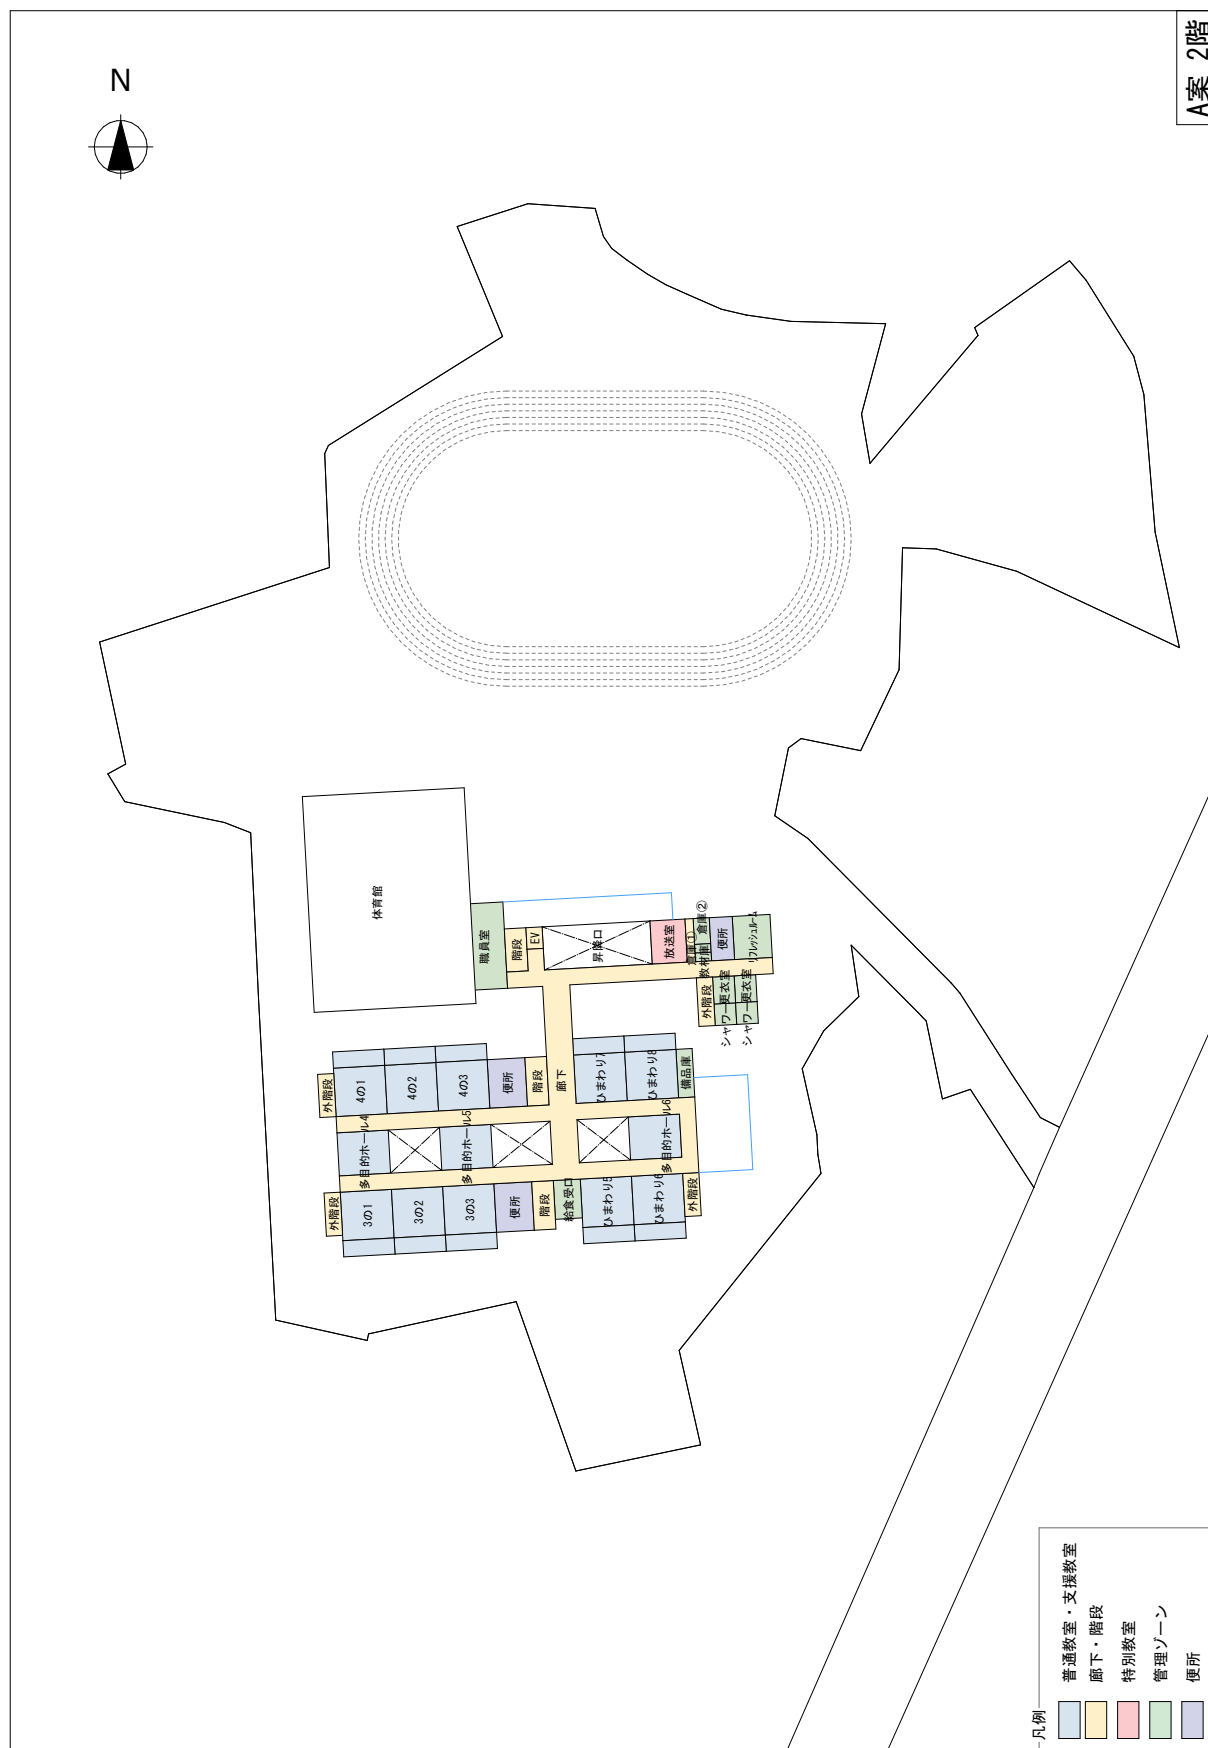 A案 2階
N
体育館
職員室
階段
EV
昇降口
放送室
倉庫①
倉庫②
教材庫
便所
リフレッシュルーム
外階段
更衣室
更衣室
シャワー
シャワー
廊下
4の1
4の2
4の3
便所
階段
外階段
ひまわり7
ひまわり8
備品庫
多目的ホール4
多目的ホール5
多目的ホール6
外階段
3の1
3の2
3の3
便所
階段
給食受口
ひまわり5
ひまわり6
外階段
凡例
普通教室・支援教室
廊下・階段
特別教室
管理ゾーン
便所